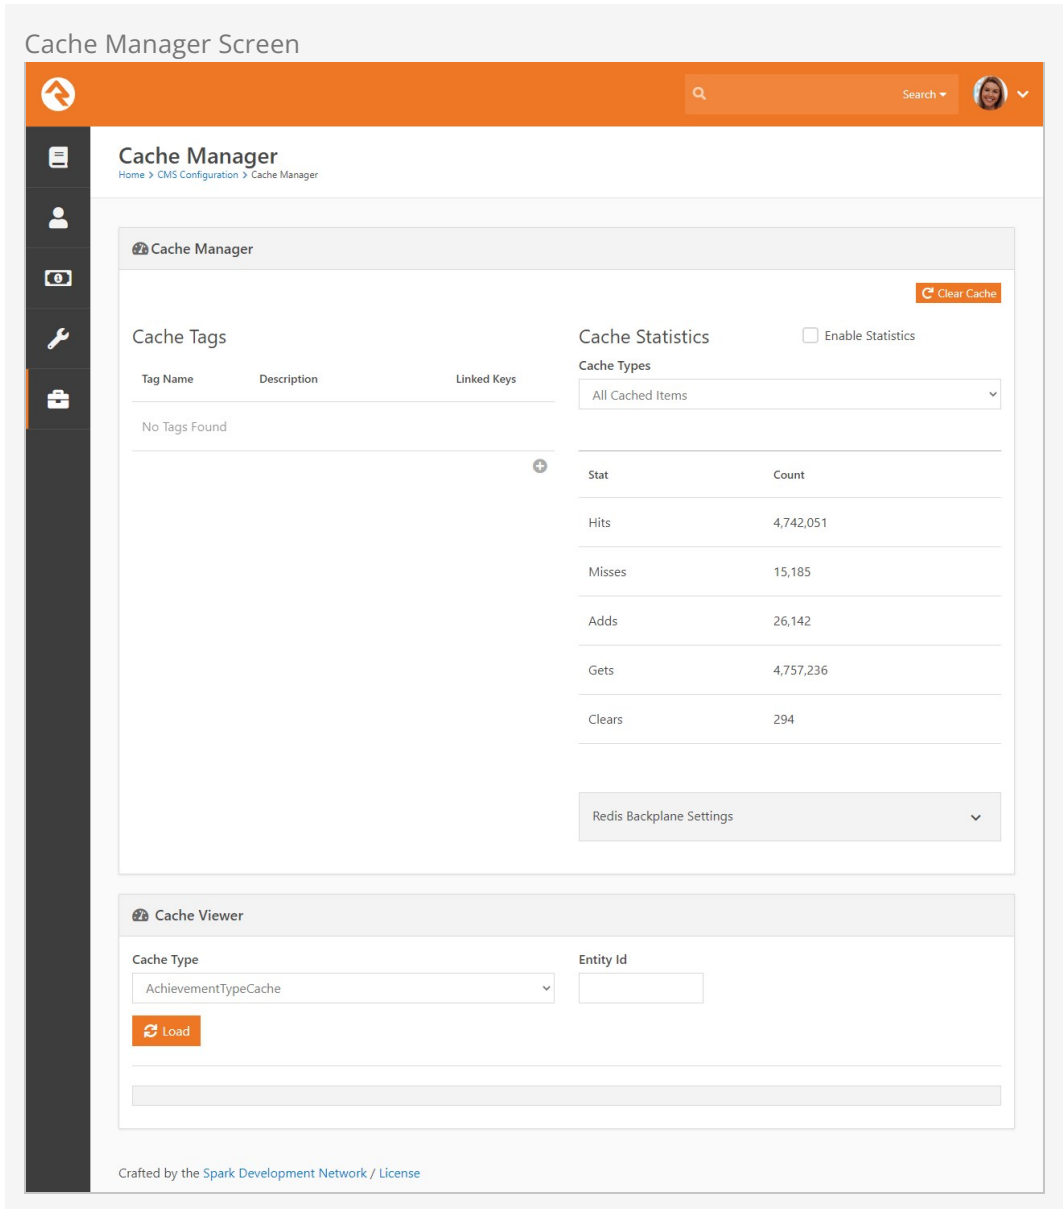 Cache Manager Screen
Search
Cache Manager
Home > CMS Configuration > Cache Manager
Cache Manager
Clear Cache
Cache Tags
Tag Name Description Linked Keys
No Tags Found
Cache Statistics Enable Statistics
Cache Types
All Cached Items
Stat Count
Hits 4,742,051
Misses 15,185
Adds 26,142
Gets 4,757,236
Clears 294
Redis Backplane Settings
Cache Viewer
Cache Type Entity Id
AchievementTypeCache
Load
Crafted by the Spark Development Network / License